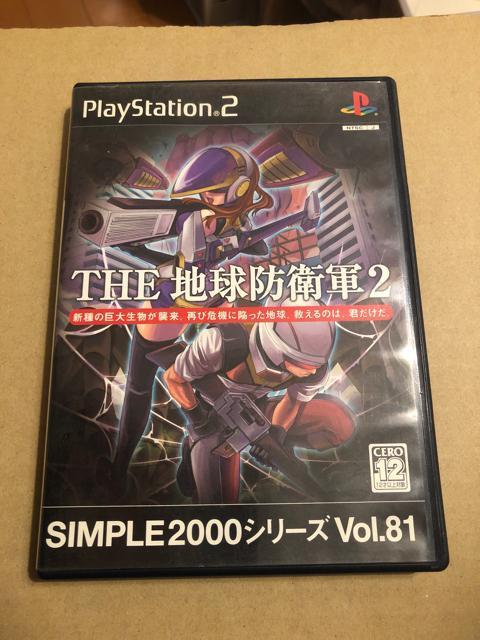 PlayStation®2
NTSC J
THE 地球防衛軍2
新種の巨大生物が襲来。再び危機に陥った地球。救えるのは、君だけだ。
CERO
12
12才以上対象
SIMPLE2000シリーズ Vol.81